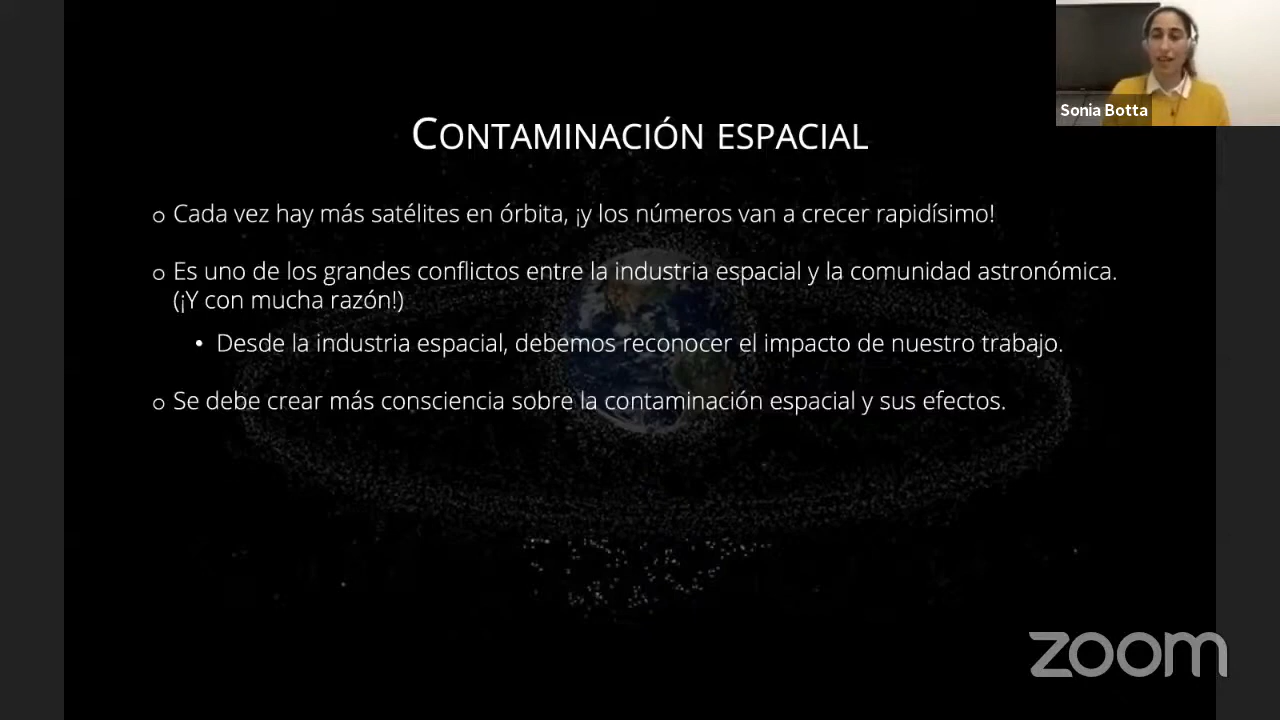 Sonia Botta
CONTAMINACIÓN ESPACIAL
o Cada vez hay más satélites en órbita, ¡y los números van a crecer rapidísimo!
o Es uno de los grandes conflictos entre la industria espacial y la comunidad astronómica.
(¡Y con mucha razón!)
• Desde la industria espacial, debemos reconocer el impacto de nuestro trabajo.
o Se debe crear más consciencia sobre la contaminación espacial y sus efectos.
zoom